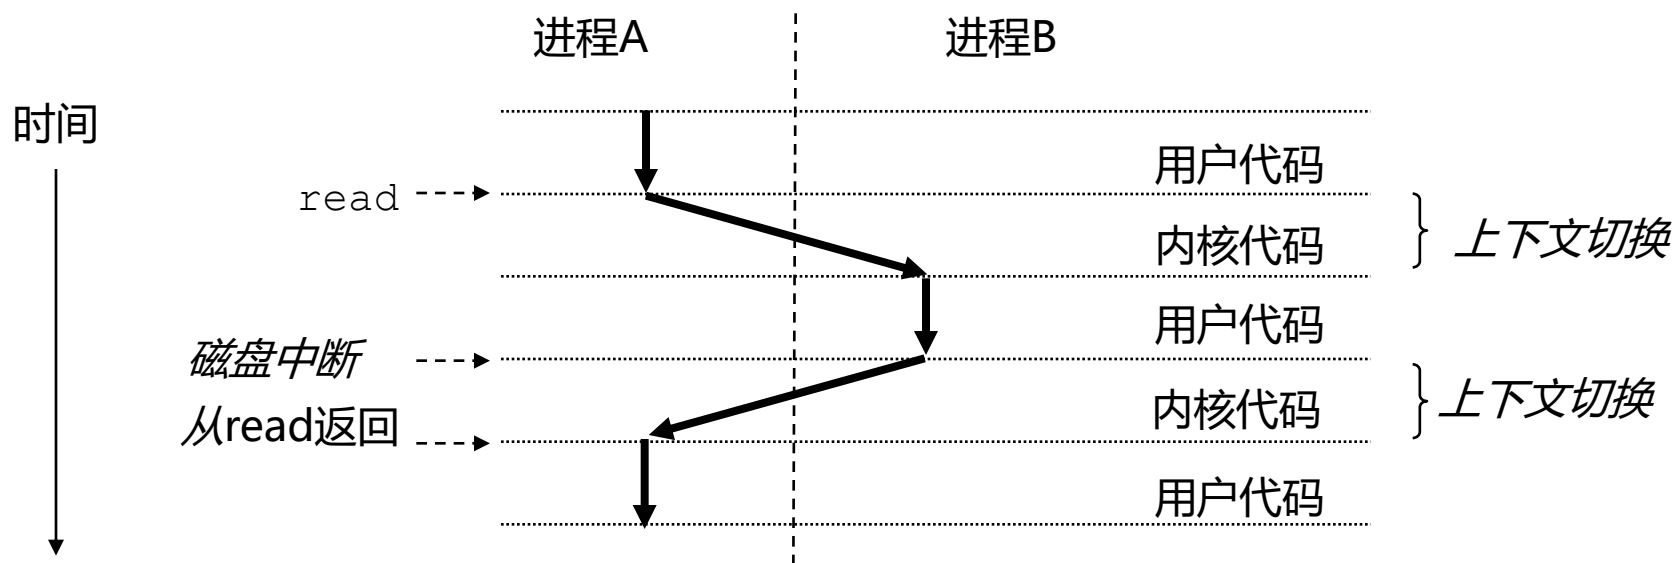 进程A
进程B
时间
用户代码
read
内核代码
上下文切换
用户代码
磁盘中断
从read返回
内核代码
上下文切换
用户代码